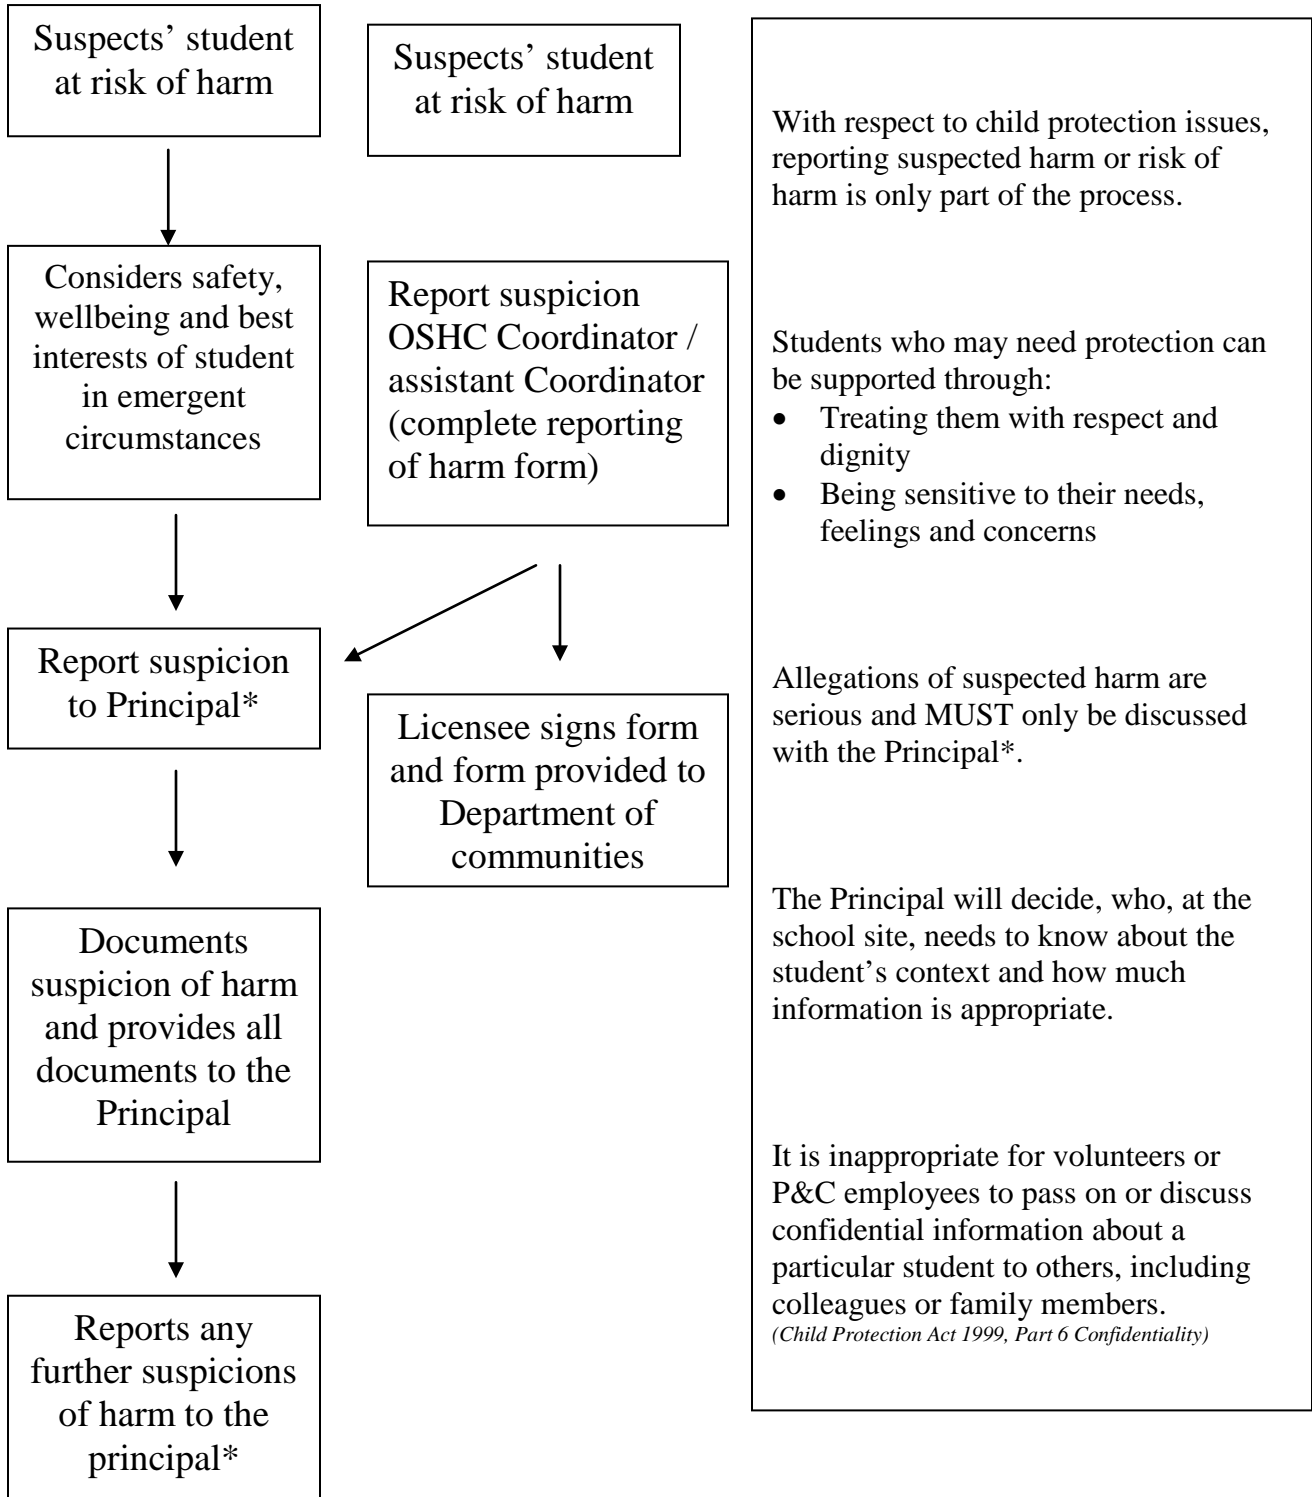 Suspects’ student
at risk of harm
Considers safety,
wellbeing and best
interests of student
in emergent
circumstances
Report suspicion
to Principal*
Documents
suspicion of harm
and provides all
documents to the
Principal
Reports any
further suspicions
of harm to the
principal*
Suspects’ student
at risk of harm
Report suspicion
OSHC Coordinator /
assistant Coordinator
(complete reporting
of harm form)
Licensee signs form
and form provided to
Department of
communities
With respect to child protection issues,
reporting suspected harm or risk of
harm is only part of the process.
Students who may need protection can
be supported through:
• Treating them with respect and
dignity
• Being sensitive to their needs,
feelings and concerns
Allegations of suspected harm are
serious and MUST only be discussed
with the Principal*.
The Principal will decide, who, at the
school site, needs to know about the
student’s context and how much
information is appropriate.
It is inappropriate for volunteers or
P&C employees to pass on or discuss
confidential information about a
particular student to others, including
colleagues or family members.
(Child Protection Act 1999, Part 6 Confidentiality)